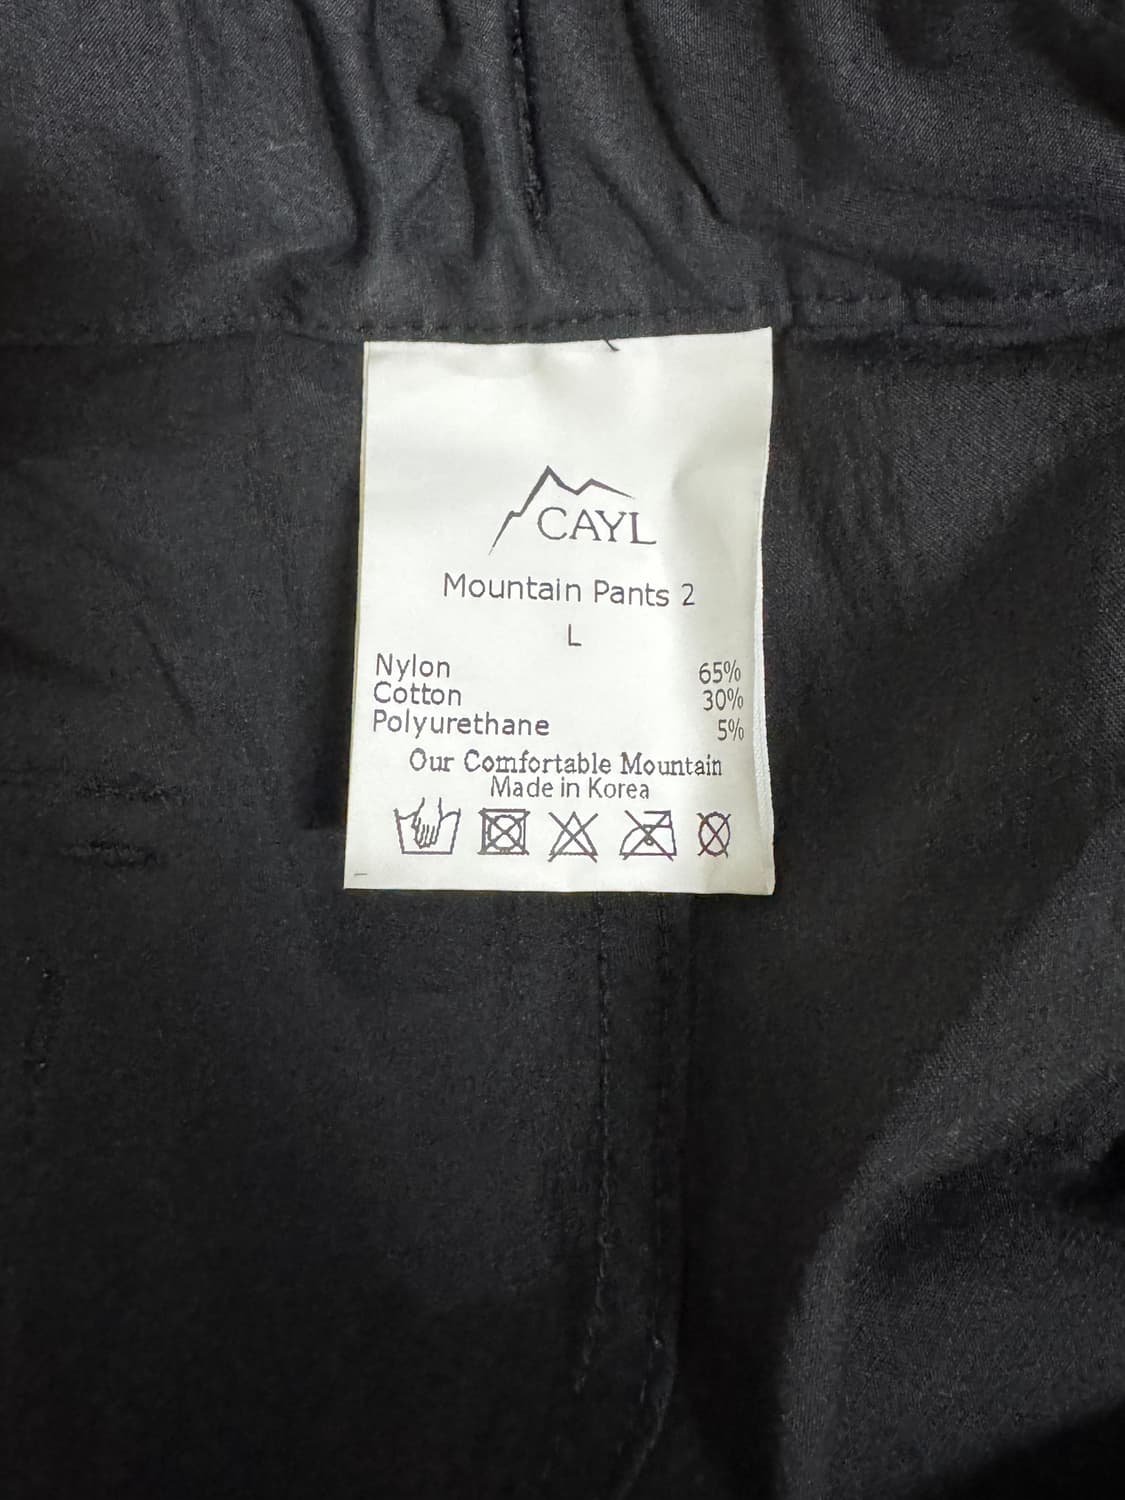 CAYL
Mountain Pants 2
L
Nylon 65%
Cotton 30%
Polyurethane 5%
Our Comfortable Mountain
Made in Korea